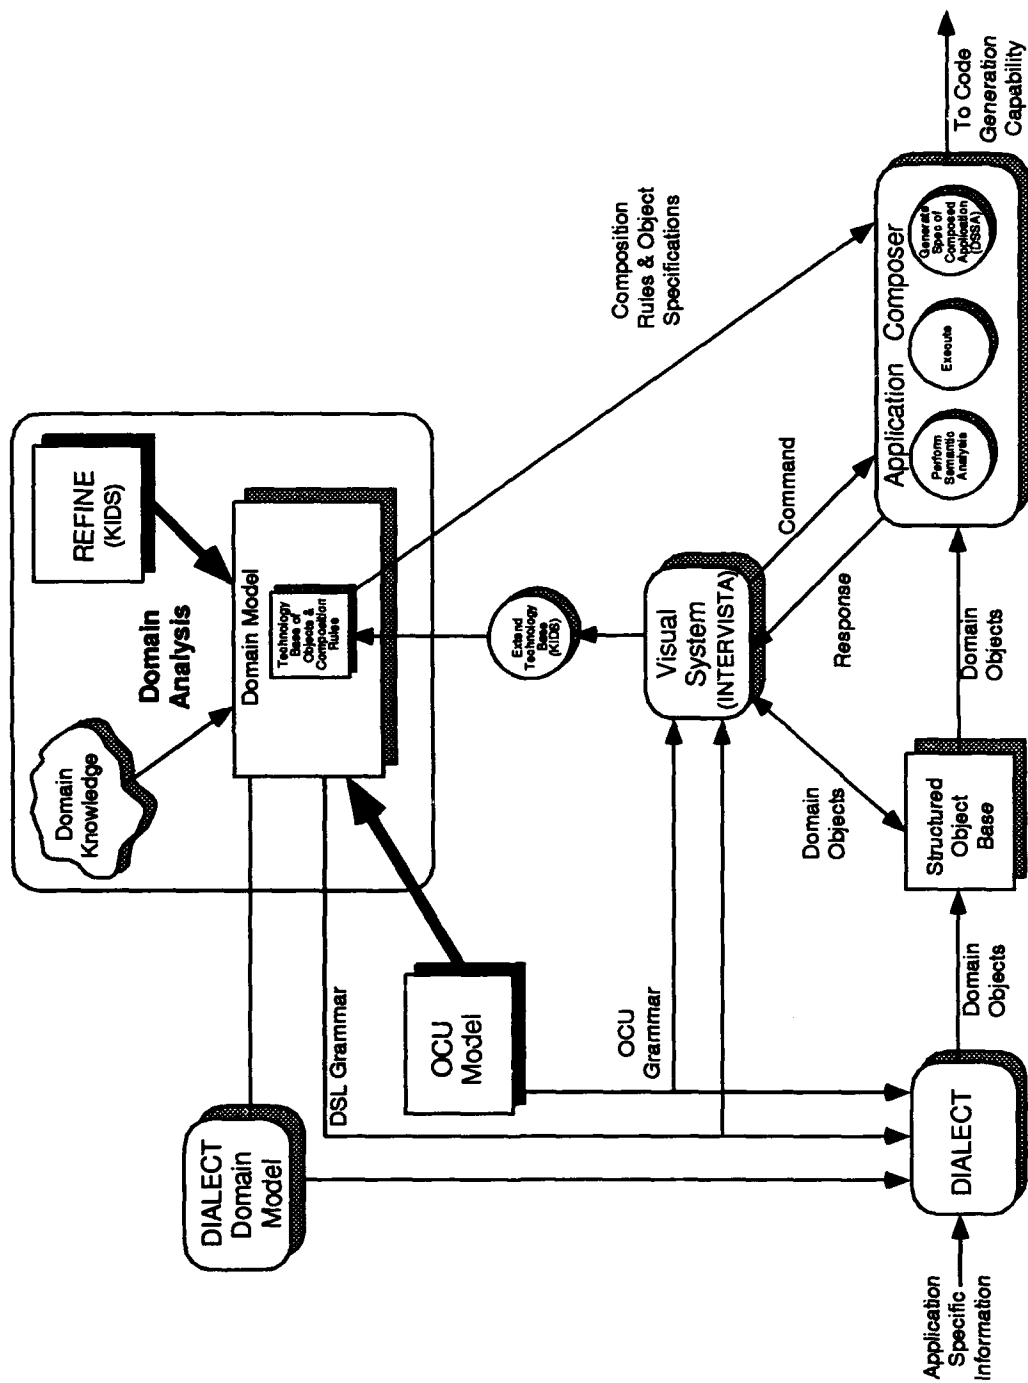 REFINE
(KIDS)
Domain
Knowledge
Domain
Analysis
Domain Model
Technology
Base of
Objects &
Composition
Rules
DIALECT
Domain
Model
DSL Grammar
OCU
Model
OCU
Grammar
Extend
Technology
Base
(KIDS)
Visual
System
(INTERVISTA)
Composition
Rules & Object
Specifications
Command
Response
Domain
Objects
Application
Specific
Information
DIALECT
Domain
Objects
Structured
Object
Base
Domain
Objects
Application Composer
Perform
Semantic
Analysis
Execute
Generate
Spec of
Composed
Application
(DSSA)
To Code
Generation
Capability